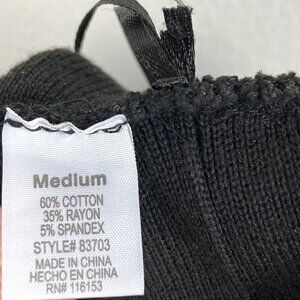 Medium
60% COTTON
35% RAYON
5% SPANDEX
STYLE# 83703
MADE IN CHINA
HECHO EN CHINA
RN# 116153